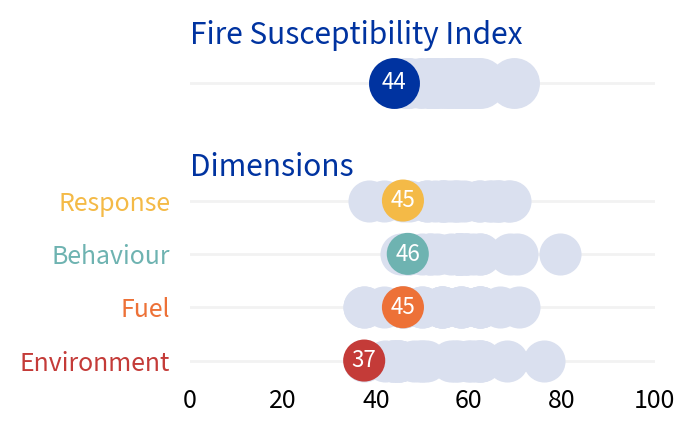 Fire Susceptibility Index
44
Dimensions
Response 45
Behaviour 46
Fuel 45
Environment 37
0 20 40 60 80 100